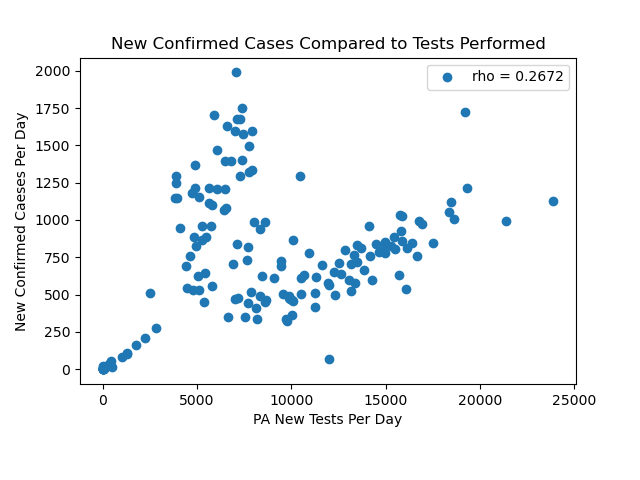 New Confirmed Cases Compared to Tests Performed
rho = 0.2672
New Confirmed Caeses Per Day
2000
1750
1500
1250
1000
750
500
250
0
0 5000 10000 15000 20000 25000
PA New Tests Per Day